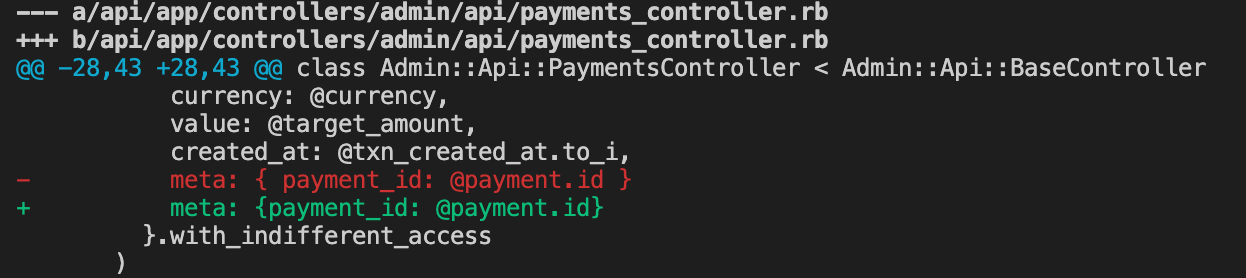 --- a/api/app/controllers/admin/api/payments_controller.rb
+++ b/api/app/controllers/admin/api/payments_controller.rb
@@ -28,43 +28,43 @@ class Admin::Api::PaymentsController < Admin::Api::BaseController
           currency: @currency,
           value: @target_amount,
           created_at: @txn_created_at.to_i,
-          meta: { payment_id: @payment.id }
+          meta: {payment_id: @payment.id}
         }.with_indifferent_access
       )